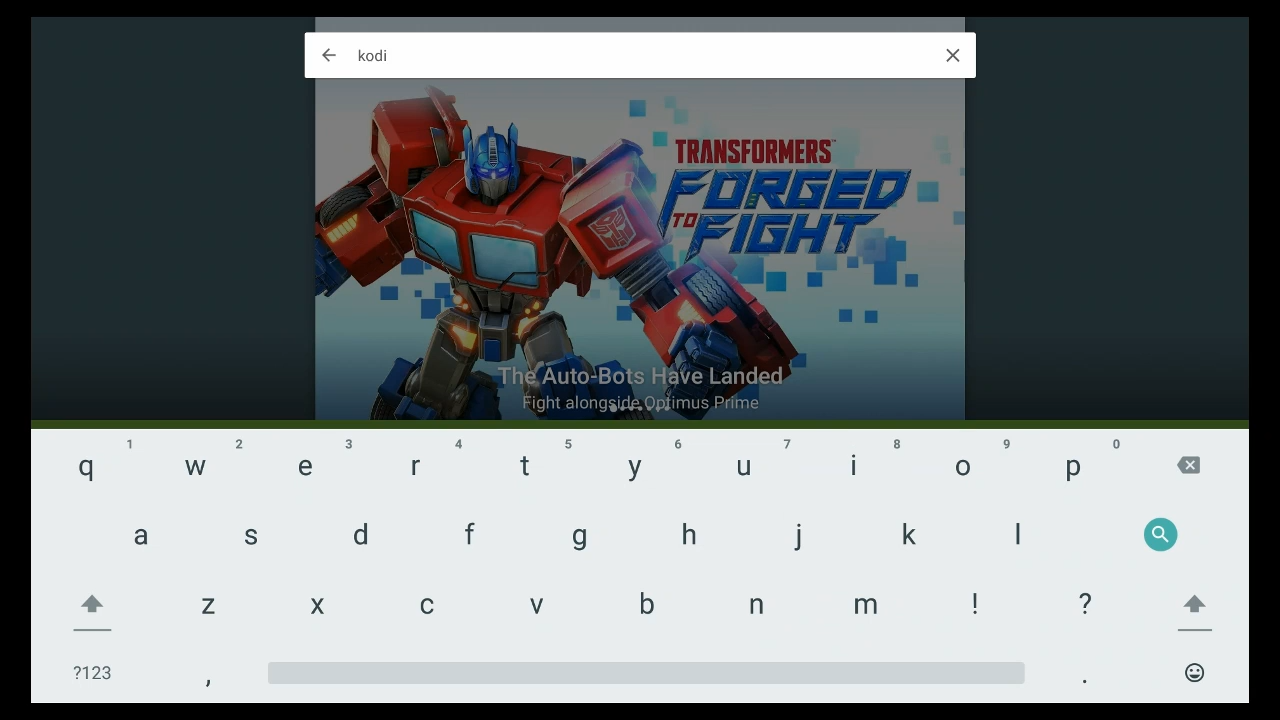 kodi
TRANSFORMERS
FORGED
TO
FIGHT
The Auto-Bots Have Landed
Fight alongside Optimus Prime
1 2 3 4 5 6 7 8 9 0
q w e r t y u i o p
a s d f g h j k l
z x c v b n m ! ?
?123 , .